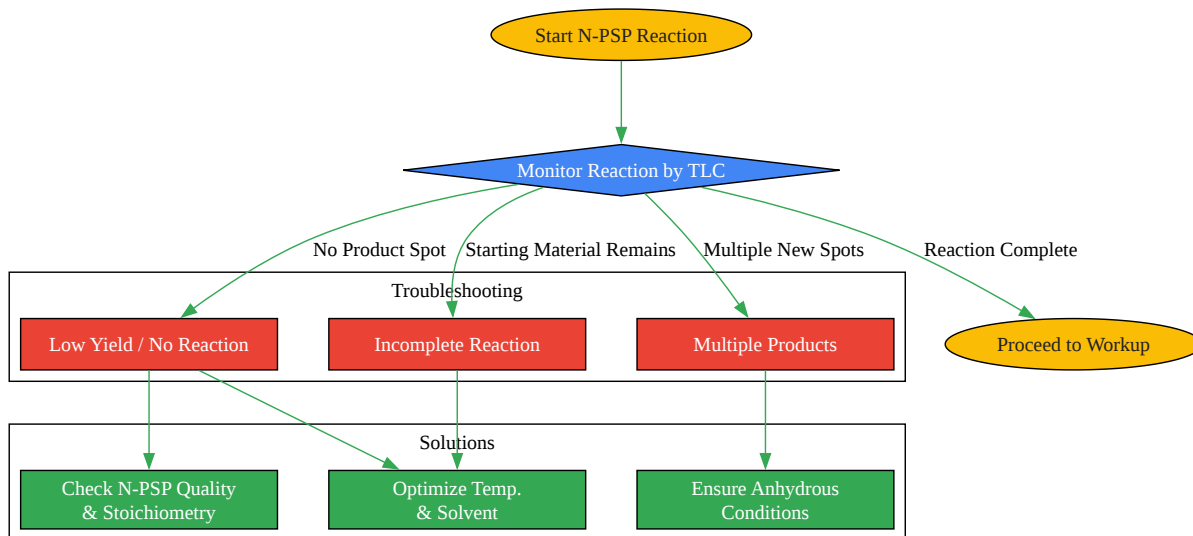 Start N-PSP Reaction
Monitor Reaction by TLC
No Product Spot
Starting Material Remains
Multiple New Spots
Reaction Complete
Troubleshooting
Low Yield / No Reaction
Incomplete Reaction
Multiple Products
Proceed to Workup
Solutions
Check N-PSP Quality
& Stoichiometry
Optimize Temp.
& Solvent
Ensure Anhydrous
Conditions